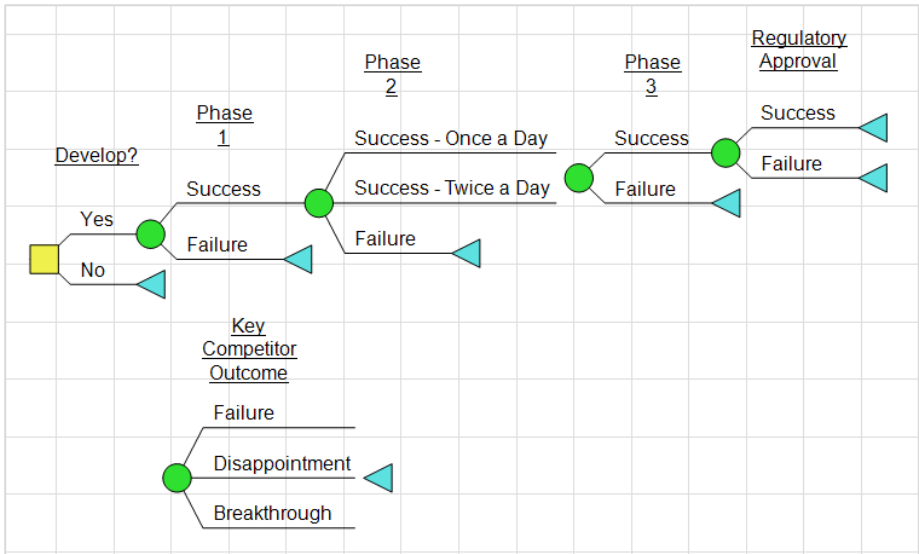 Regulatory
Approval
Phase
2
Phase
3
Phase
1
Success
Success - Once a Day
Success
Develop?
Failure
Success
Success - Twice a Day
Failure
Yes
Failure
Failure
No
Key
Competitor
Outcome
Failure
Disappointment
Breakthrough